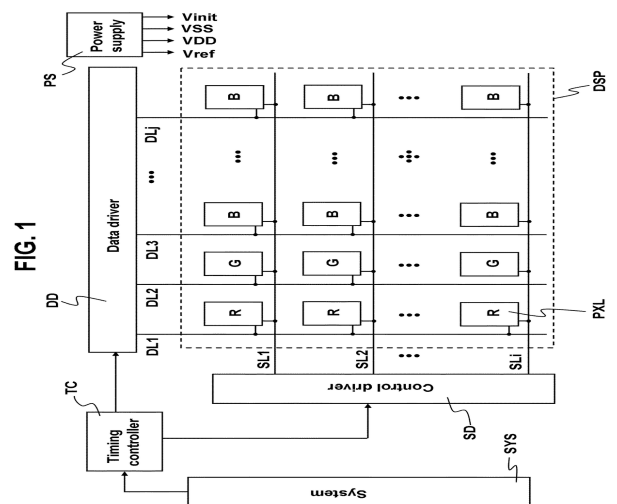 FIG. 1
PS
Power
supply
Vinit
VSS
VDD
Vref
DD
Data driver
TC
Timing
controller
DL1
DL2
DL3
•••
DLj
DSP
SL1
R
G
B
•••
B
SL2
R
G
B
•••
B
•••
•••
•••
•••
•••
•••
SLi
R
G
B
•••
B
PXL
Control driver
SD
System
SYS